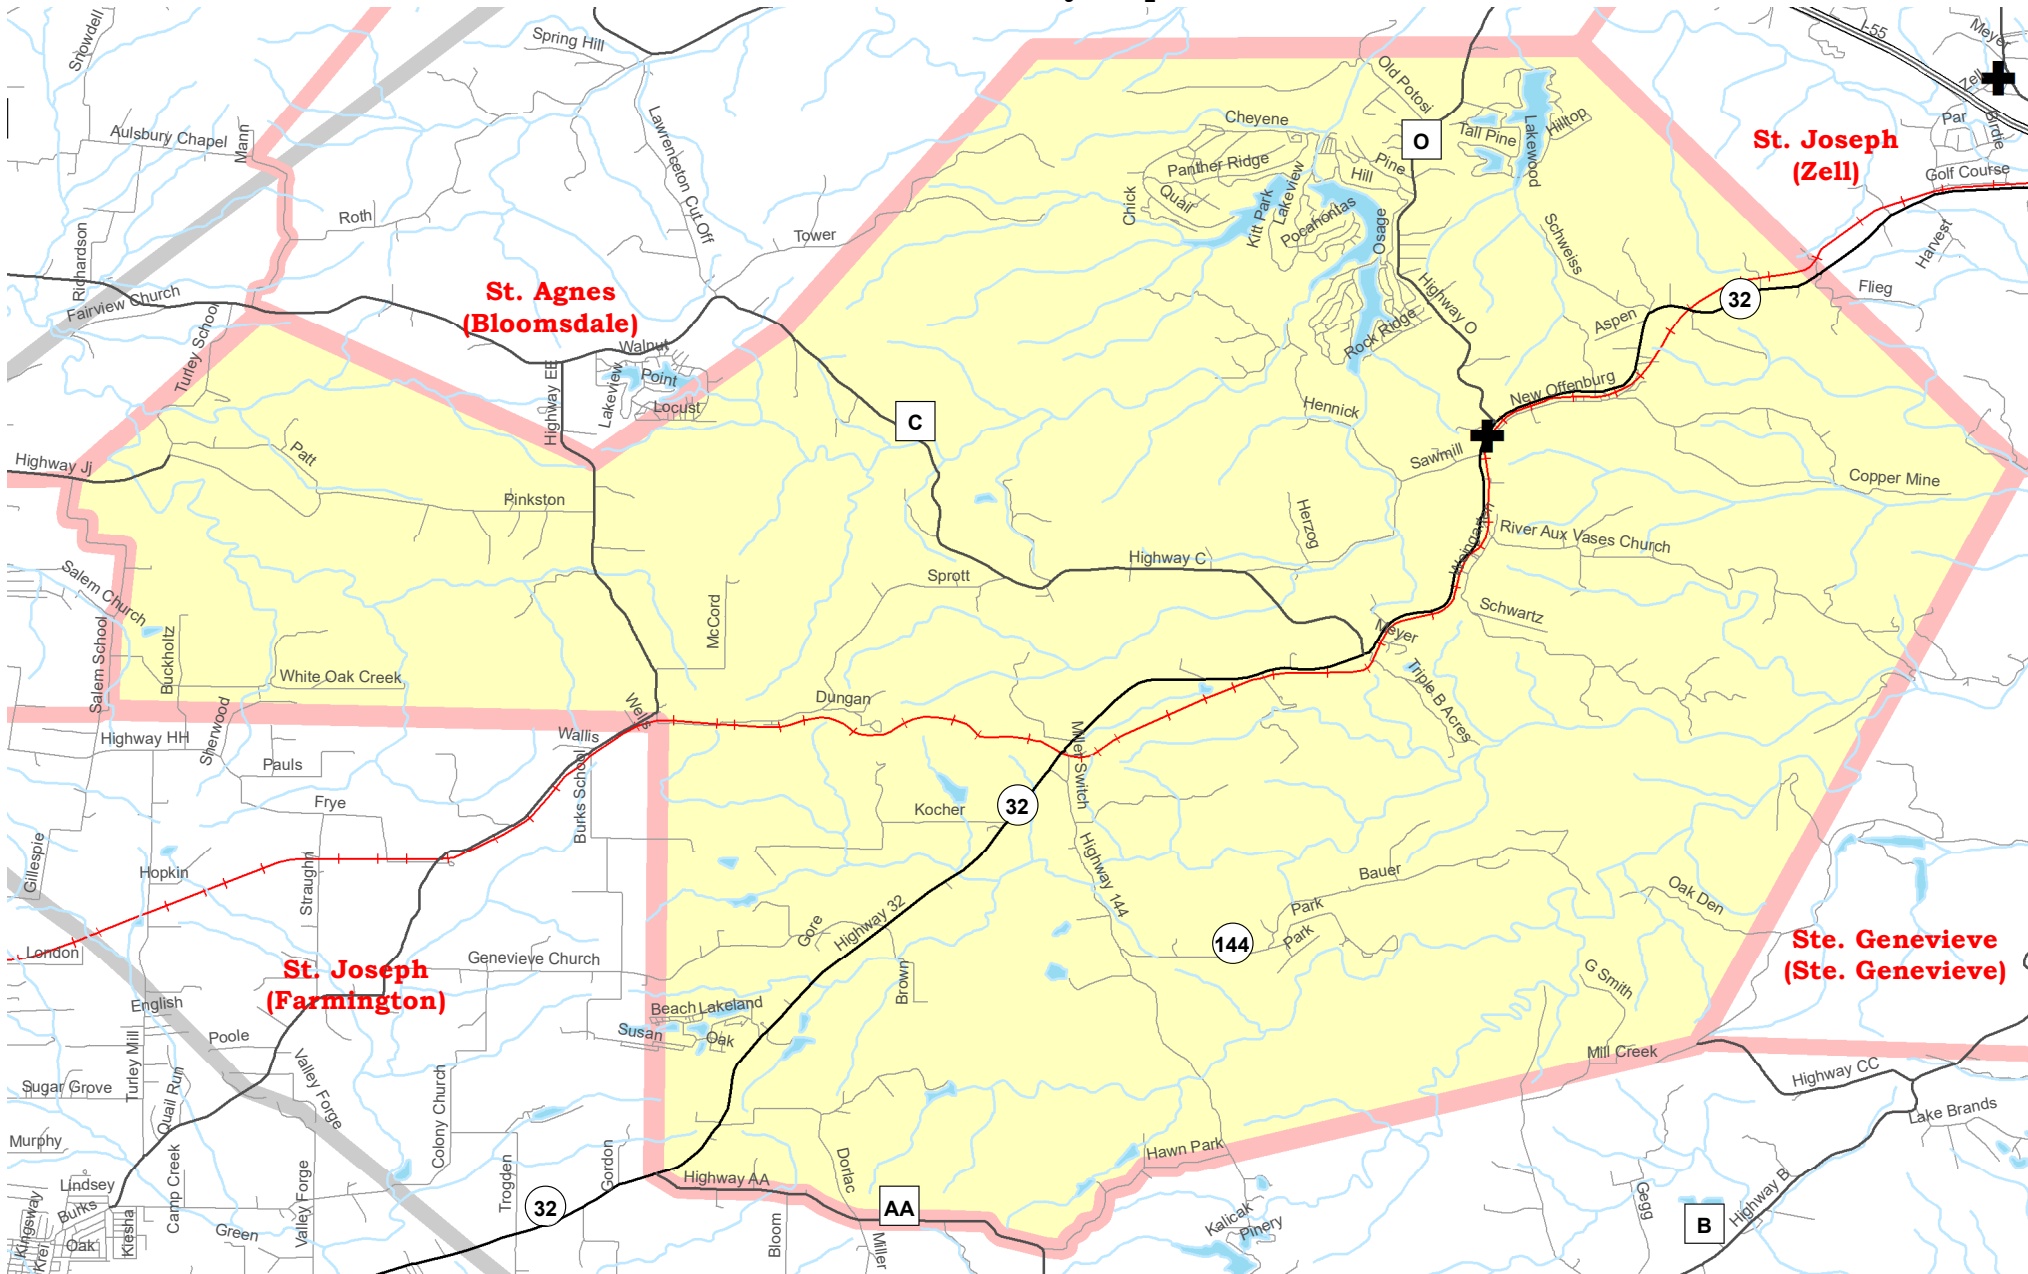 Snowdell
Spring Hill
I-55
Meyer
Zell
Old Potosi
Aulsbury Chapel
Mann
Lawrenceton Cut Off
Cheyene
O
Tall Pine
Lakewood
Hilltop
St. Joseph
(Zell)
Par
Birdie
Golf Course
Panther Ridge
Pine
Hill
Quail
Chick
Kitt Park
Lakeview
Pocahontas
Osage
Roth
Tower
Schweiss
Harvest
Richardson
Fairview Church
St. Agnes
(Bloomsdale)
Highway O
32
Flieg
Aspen
Turley School
Walnut
Point
Rock Ridge
Highway EE
Lakeview
Locust
C
Hennick
New Offenburg
Highway Jj
Patt
Sawmill
Copper Mine
Pinkston
Herzog
Weingarten
River Aux Vases Church
Highway C
Sprott
Salem Church
McCord
Schwartz
Meyer
Salem School
Buckholtz
White Oak Creek
Triple B Acres
Sherwood
Wells
Dungan
Highway HH
Wallis
Miller Switch
Pauls
Burks School
Frye
Kocher
32
Gillespie
Hopkin
Straughn
Highway 144
Bauer
Oak Den
Park
Park
Gore
Highway 32
144
London
St. Joseph
(Farmington)
Genevieve Church
Brown
Ste. Genevieve
(Ste. Genevieve)
G Smith
English
Beach
Lakeland
Susan
Oak
Poole
Turley Mill
Mill Creek
Valley Forge
Highway CC
Sugar Grove
Quail Run
Colony Church
Lake Brands
Murphy
Camp Creek
Gordon
Dorlac
Hawn Park
Highway AA
Lindsey
Trogden
Valley Forge
Gegg
Highway B
B
Kingsway
Burks
Kiesha
32
AA
Kalicak
Pinery
Krei
Oak
Green
Bloom
Miller